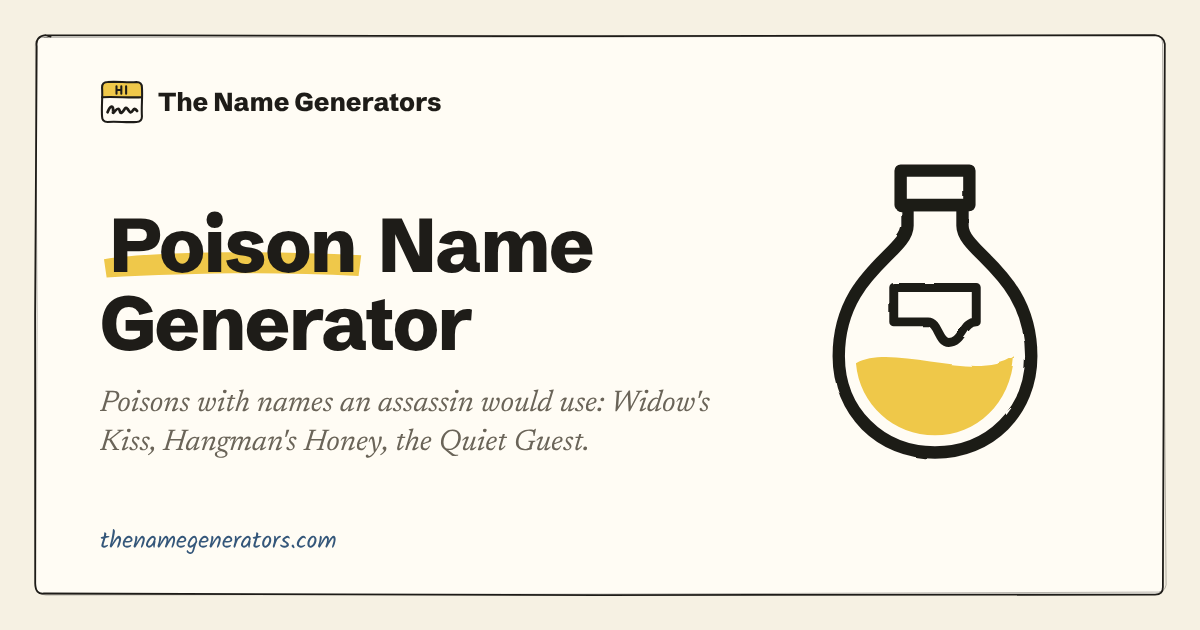 HI
The Name Generators
Poison Name
Generator
Poisons with names an assassin would use: Widow's
Kiss, Hangman's Honey, the Quiet Guest.
thenamegenerators.com